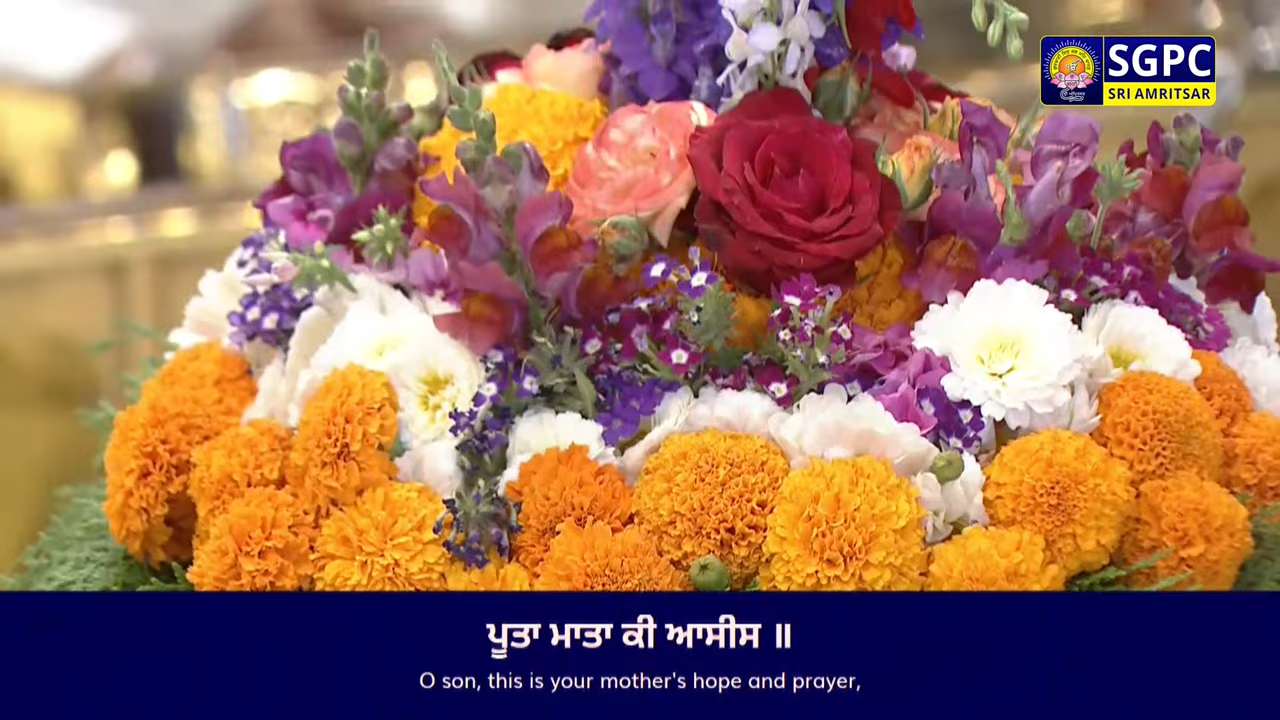 SGPC
SRI AMRITSAR
ਪੂਤਾ ਮਾਤਾ ਕੀ ਆਸੀਸ ॥
O son, this is your mother's hope and prayer,